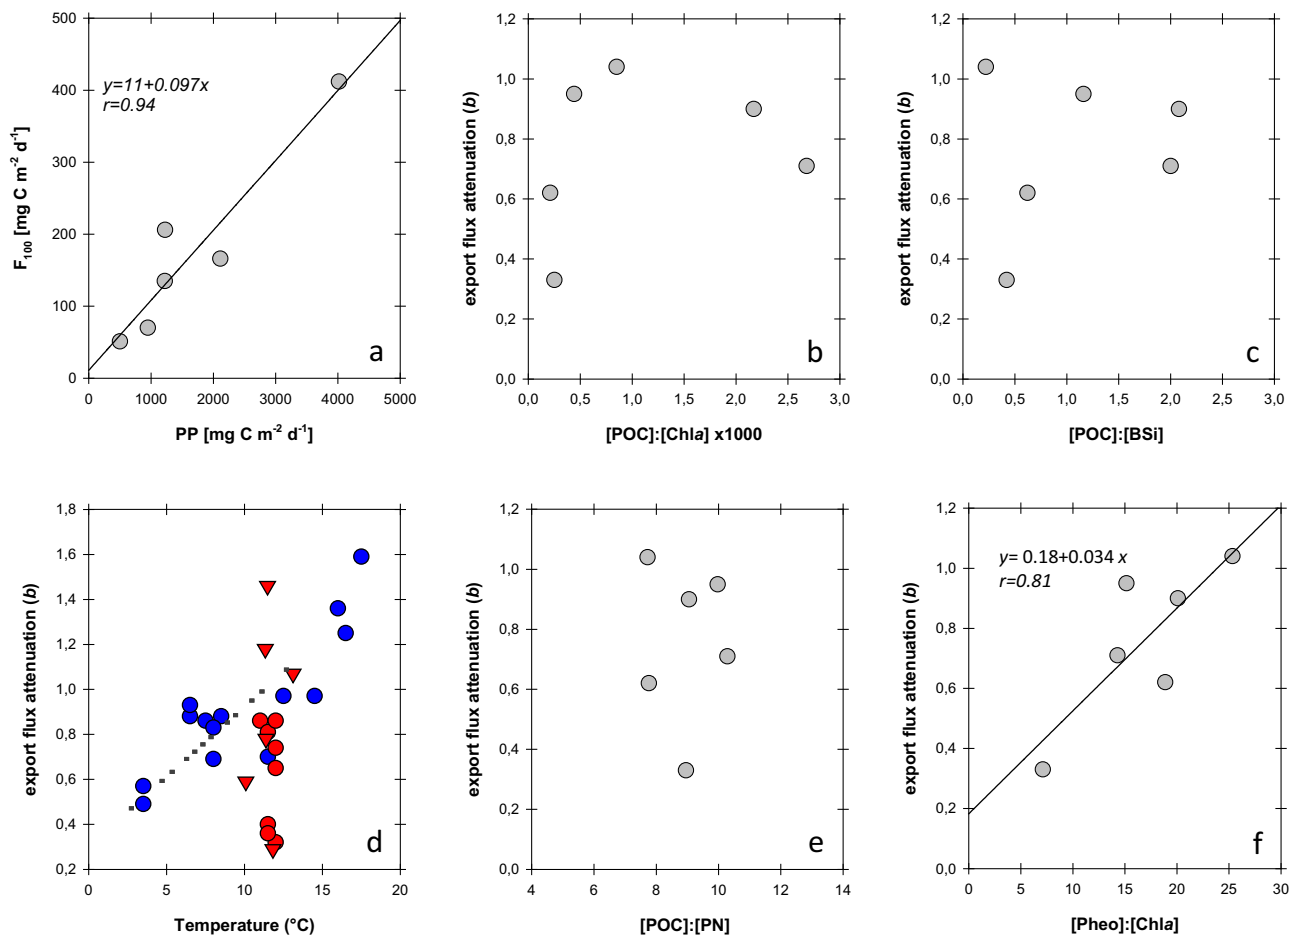 500
400
300
200
100
0
F100 [mg C m-2 d-1]
y=11+0.097x
r=0.94
a
0 1000 2000 3000 4000 5000
PP [mg C m-2 d-1]
1,2
1,0
0,8
0,6
0,4
0,2
0,0
export flux attenuation (b)
b
0,0 0,5 1,0 1,5 2,0 2,5 3,0
[POC]:[Chla] x1000
1,2
1,0
0,8
0,6
0,4
0,2
0,0
export flux attenuation (b)
c
0,0 0,5 1,0 1,5 2,0 2,5 3,0
[POC]:[BSi]
1,8
1,6
1,4
1,2
1,0
0,8
0,6
0,4
0,2
export flux attenuation (b)
d
0 5 10 15 20
Temperature (°C)
1,2
1,0
0,8
0,6
0,4
0,2
0,0
export flux attenuation (b)
e
4 6 8 10 12 14
[POC]:[PN]
1,2
1,0
0,8
0,6
0,4
0,2
0,0
export flux attenuation (b)
y= 0.18+0.034 x
r=0.81
f
0 5 10 15 20 25 30
[Pheo]:[Chla]